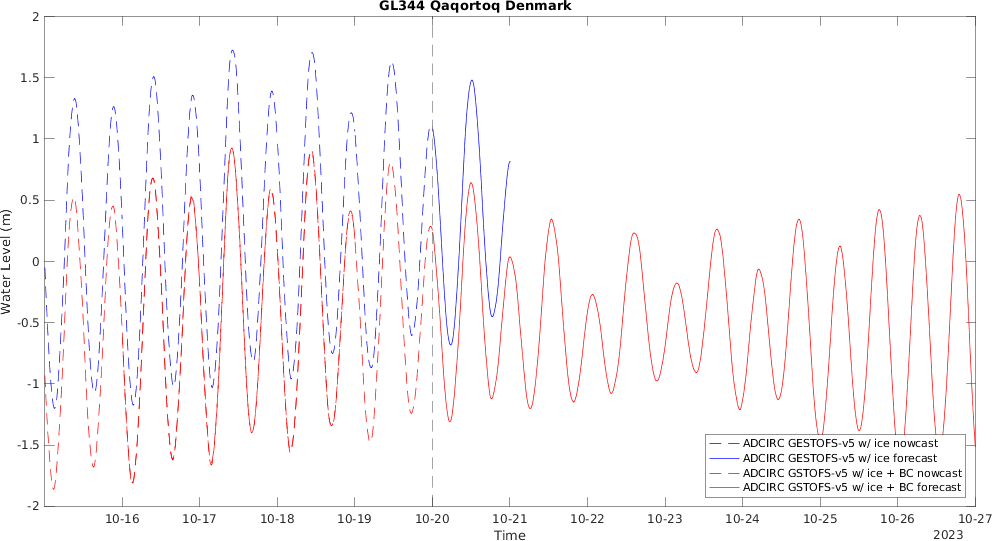 GL344 Qaqortoq Denmark
2
1.5
1
0.5
0
-0.5
-1
-1.5
-2
Water Level (m)
ADCIRC GESTOFS-v5 w/ ice nowcast
ADCIRC GESTOFS-v5 w/ ice forecast
ADCIRC GSTOFS-v5 w/ ice + BC nowcast
ADCIRC GSTOFS-v5 w/ ice + BC forecast
10-16 10-17 10-18 10-19 10-20 10-21 10-22 10-23 10-24 10-25 10-26 10-27
Time
2023